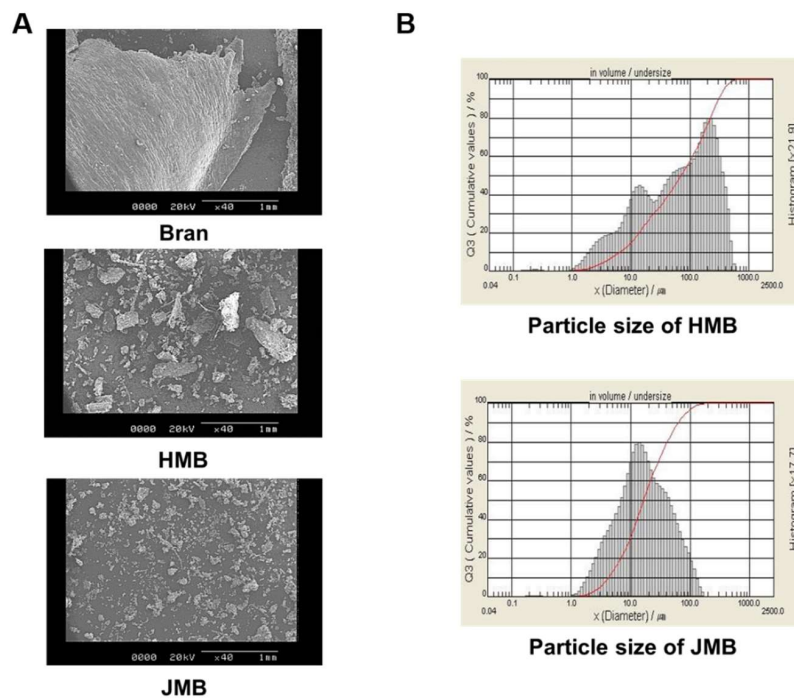 A
B
0000 20kV ×40 1mm
Bran
0000 20kV ×40 1mm
HMB
0000 20kV ×40 1mm
JMB
in volume / undersize
Q3 ( Cumulative values ) / %
100
80
60
40
20
0
0.04 0.1 1.0 10.0 100.0 1000.0 2500.0
x (Diameter) / ㎛
Histogram [×21.9]
Particle size of HMB
in volume / undersize
Q3 ( Cumulative values ) / %
100
80
60
40
20
0
0.04 0.1 1.0 10.0 100.0 1000.0 2500.0
x (Diameter) / ㎛
Histogram [×17.7]
Particle size of JMB